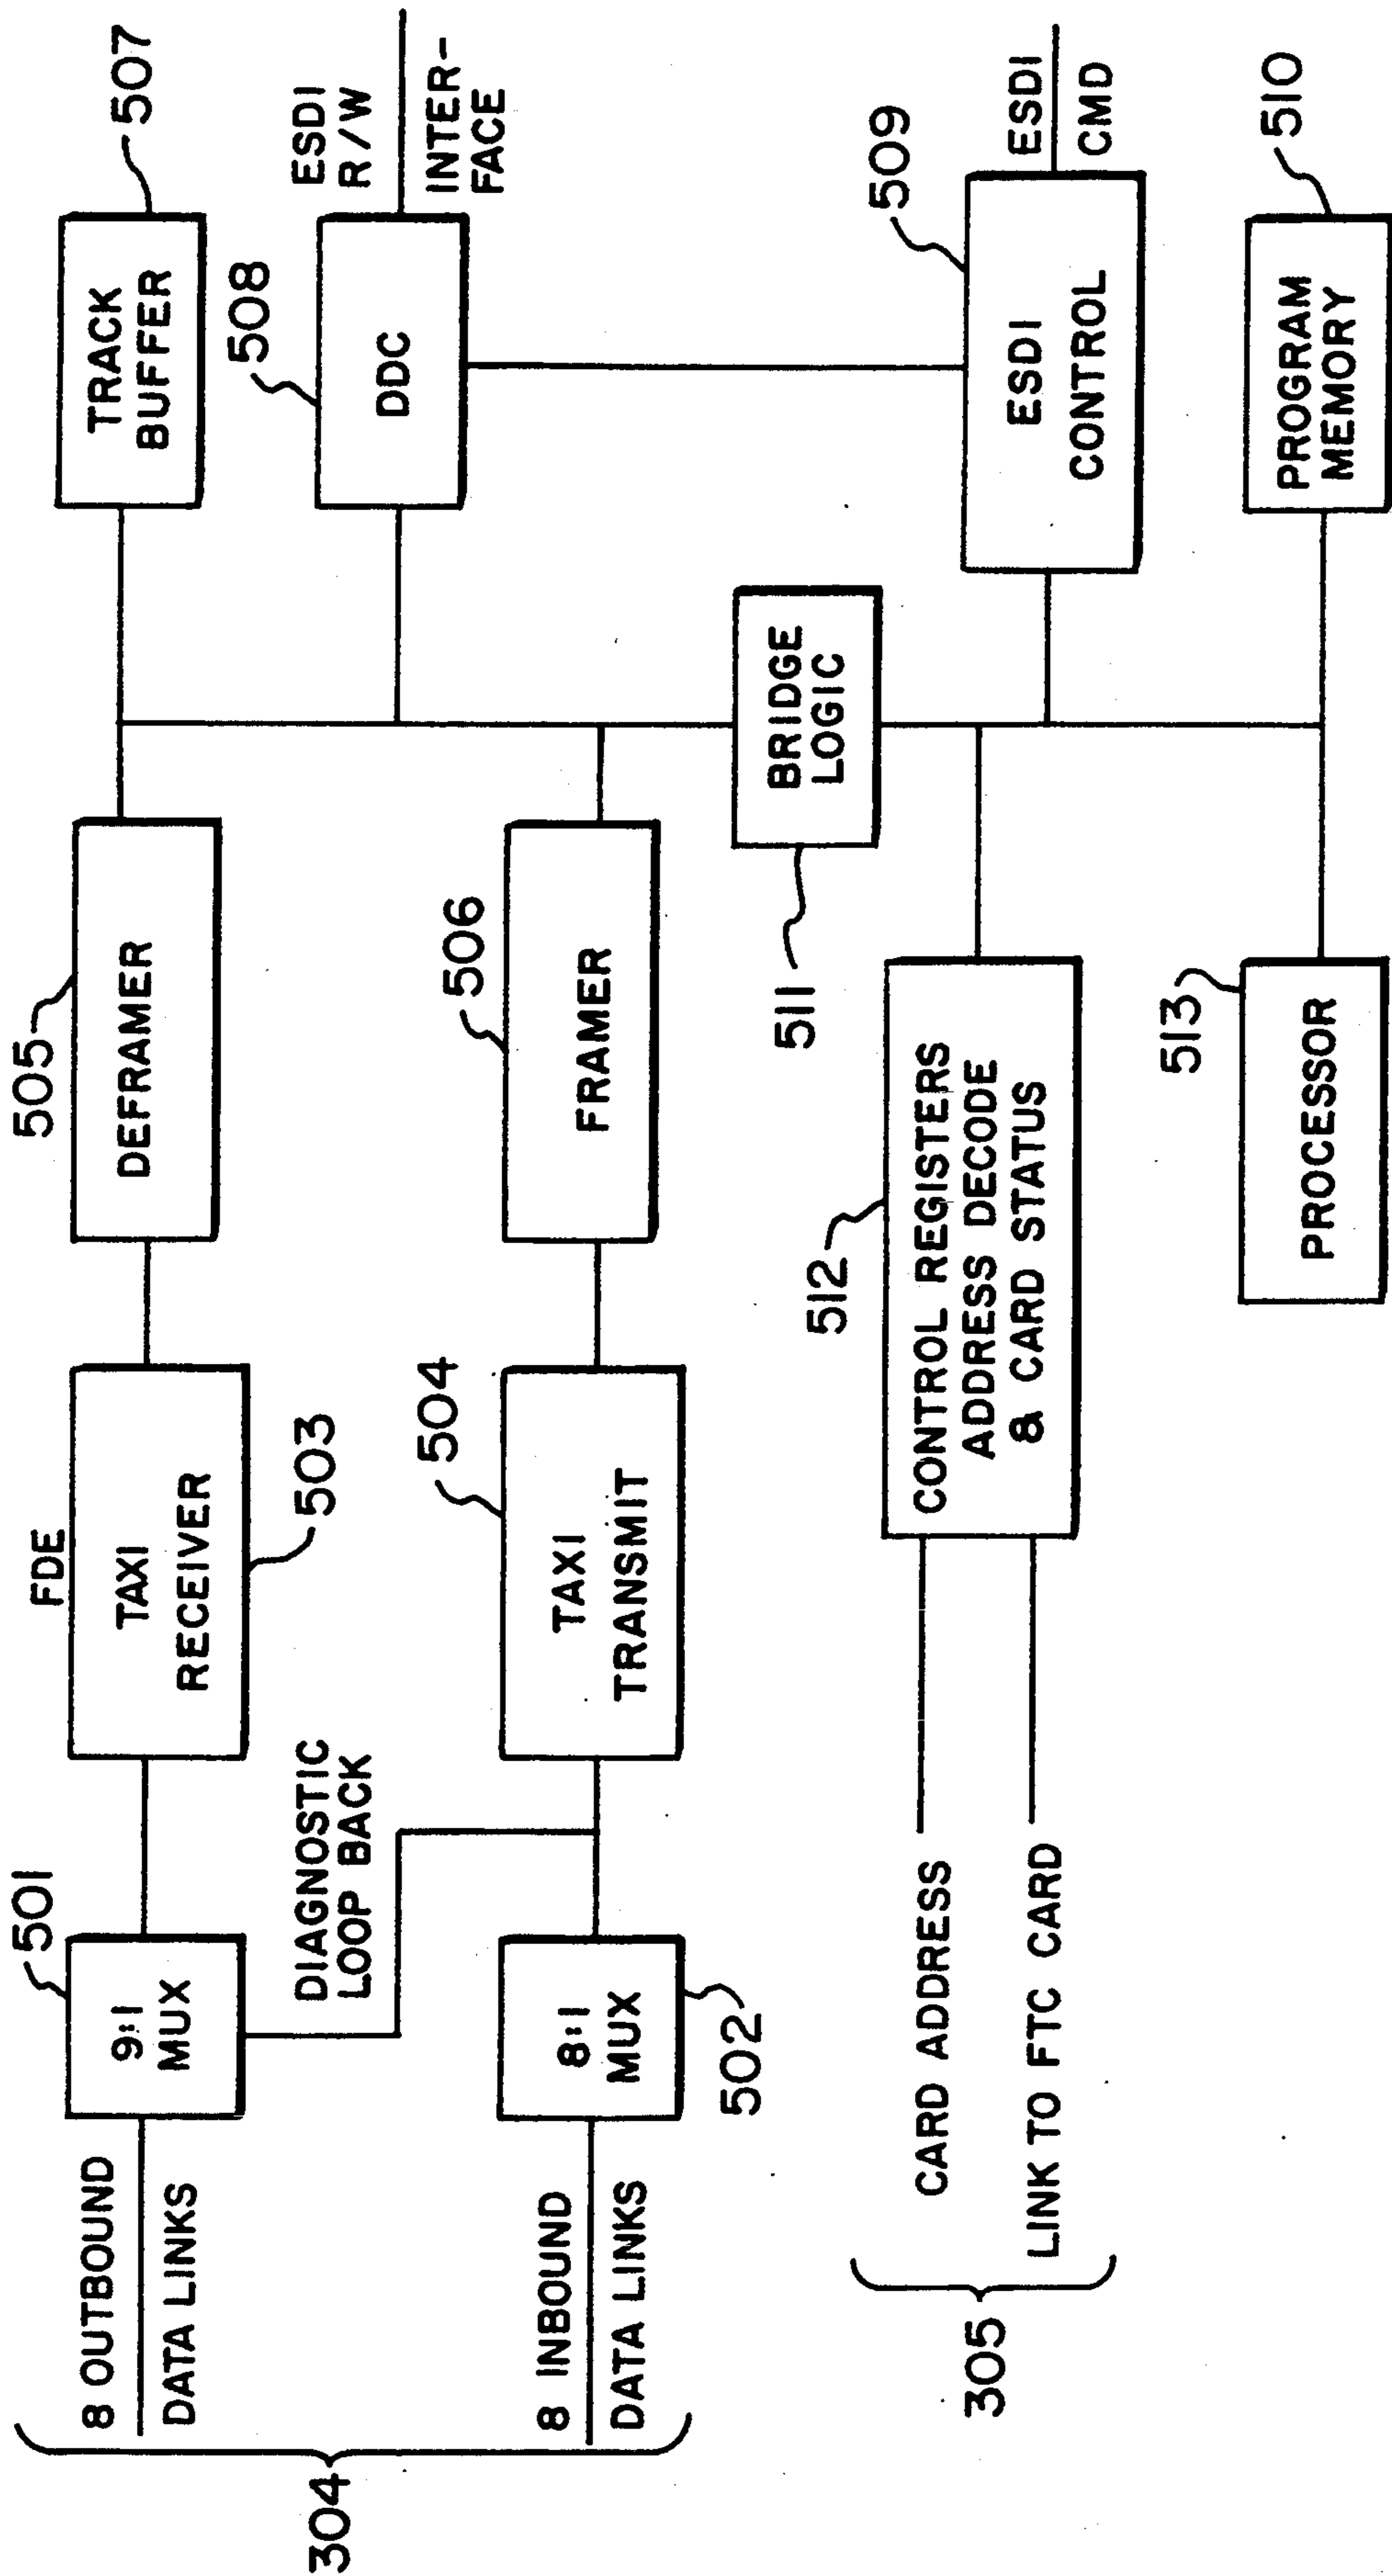 304
8 OUTBOUND
DATA LINKS
8 INBOUND
DATA LINKS
501
9:1
MUX
8:1
MUX
502
DIAGNOSTIC
LOOP BACK
FDE
TAXI
RECEIVER
503
504
TAXI
TRANSMIT
505
DEFRAMER
506
FRAMER
507
TRACK
BUFFER
508
DDC
ESDI
R/W
INTER-
FACE
511
BRIDGE
LOGIC
509
ESDI
CONTROL
ESDI
CMD
305
CARD ADDRESS
LINK TO FTC CARD
512
CONTROL REGISTERS
ADDRESS DECODE
& CARD STATUS
513
PROCESSOR
510
PROGRAM
MEMORY